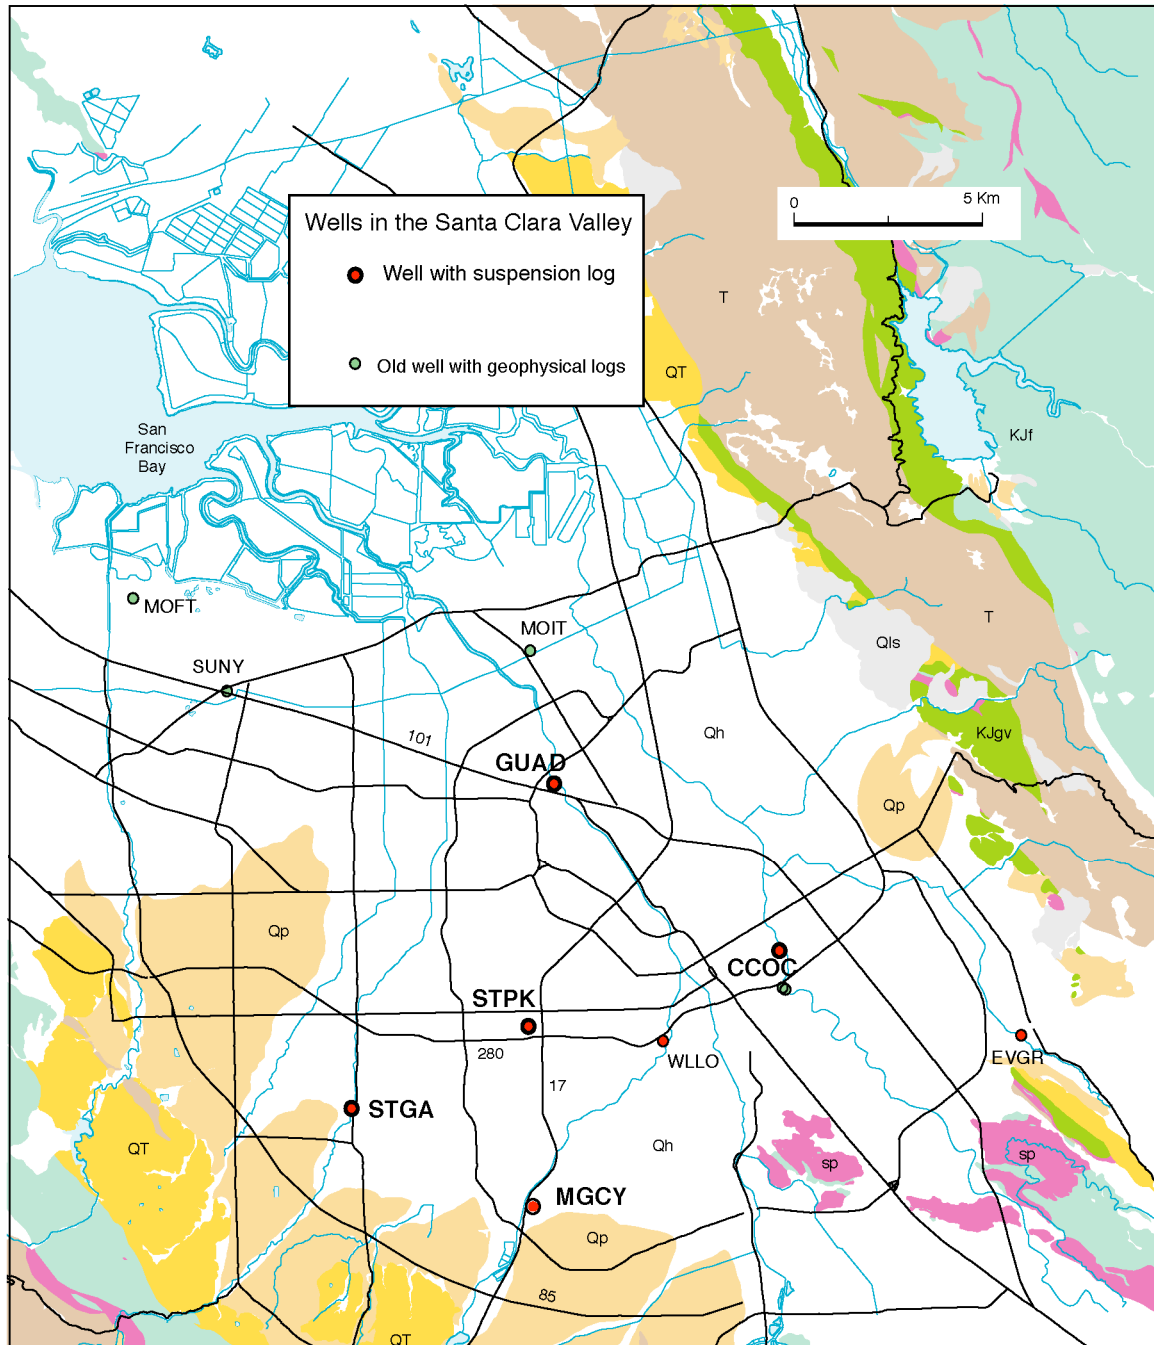 Wells in the Santa Clara Valley
Well with suspension log
Old well with geophysical logs
0
5 Km
T
QT
San
Francisco
Bay
KJf
MOFT
MOIT
T
Qls
SUNY
101
Qh
KJgv
GUAD
Qp
Qp
CCOC
STPK
280
WLLO
EVGR
17
STGA
QT
Qh
sp
sp
MGCY
Qp
85
QT